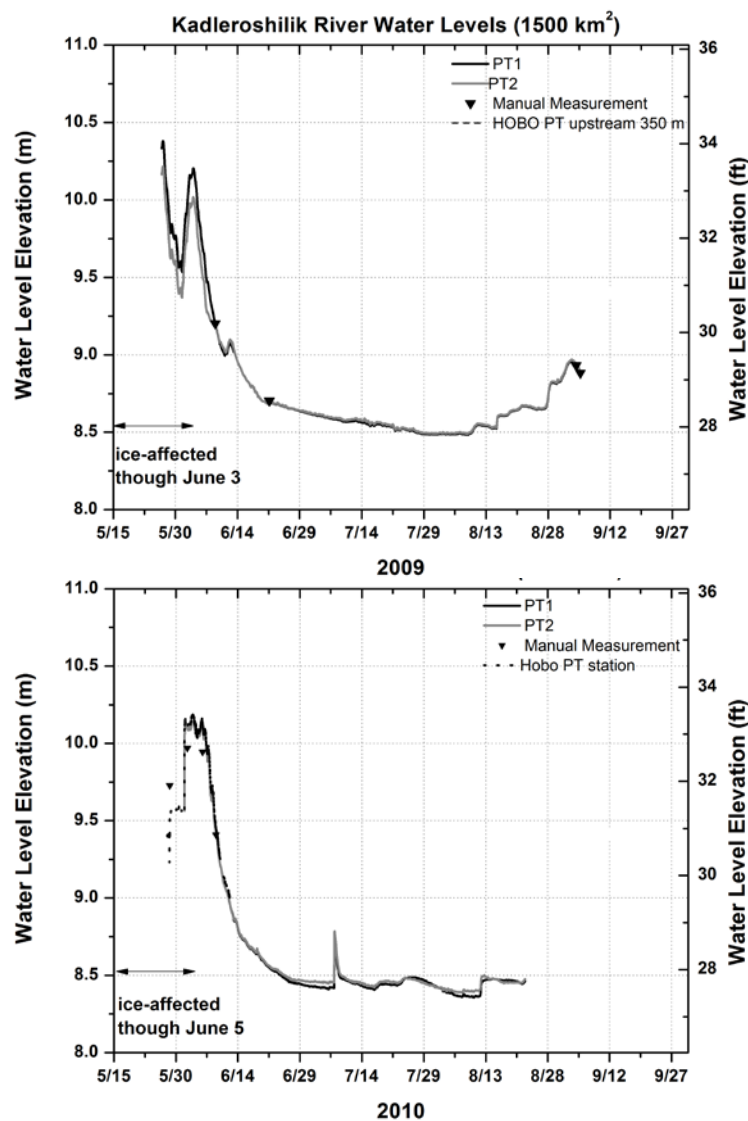 Kadleroshilik River Water Levels (1500 km²)
PT1
PT2
Manual Measurement
HOBO PT upstream 350 m
Water Level Elevation (m)
11.0
10.5
10.0
9.5
9.0
8.5
8.0
Water Level Elevation (ft)
36
34
32
30
28
ice-affected
though June 3
5/15 5/30 6/14 6/29 7/14 7/29 8/13 8/28 9/12 9/27
2009
PT1
PT2
Manual Measurement
Hobo PT station
Water Level Elevation (m)
11.0
10.5
10.0
9.5
9.0
8.5
8.0
Water Level Elevation (ft)
36
34
32
30
28
ice-affected
though June 5
5/15 5/30 6/14 6/29 7/14 7/29 8/13 8/28 9/12 9/27
2010